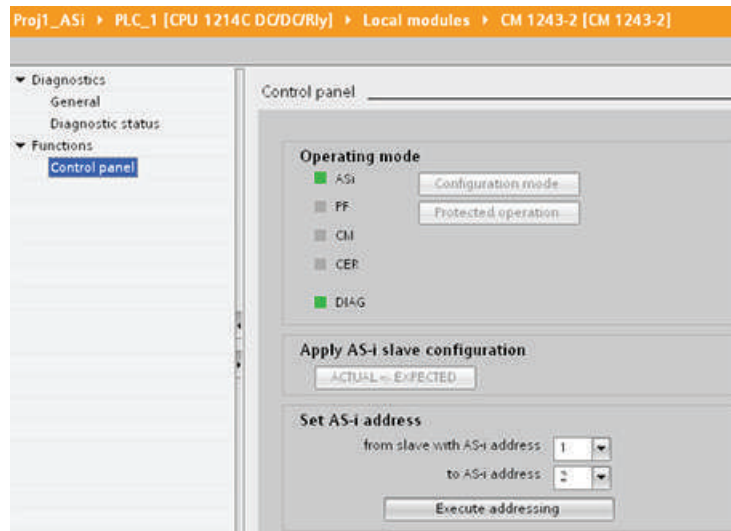 Proj1_ASi ▸ PLC_1 [CPU 1214C DC/DC/Rly] ▸ Local modules ▸ CM 1243-2 [CM 1243-2]
Diagnostics
General
Diagnostic status
Functions
Control panel
Control panel
Operating mode
ASi
Configuration mode
PF
Protected operation
CM
CER
DIAG
Apply AS-i slave configuration
ACTUAL -> EXPECTED
Set AS-i address
from slave with AS-i address 1
to AS-i address 2
Execute addressing